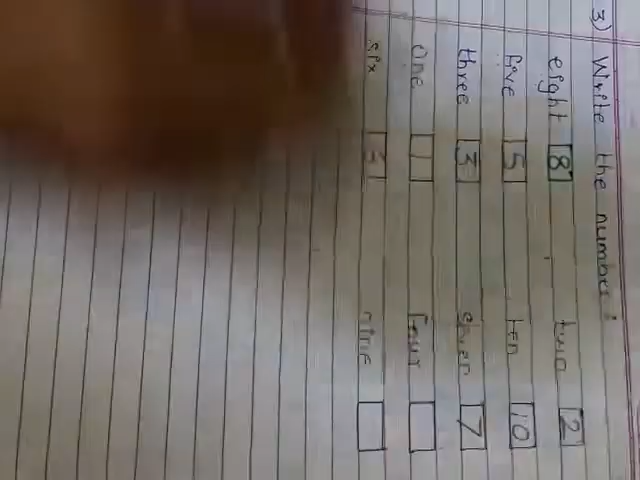 3) Write the number:
eight 8 two 2
five 5 ten 10
three 3 seven 7
one 1 four
six nine